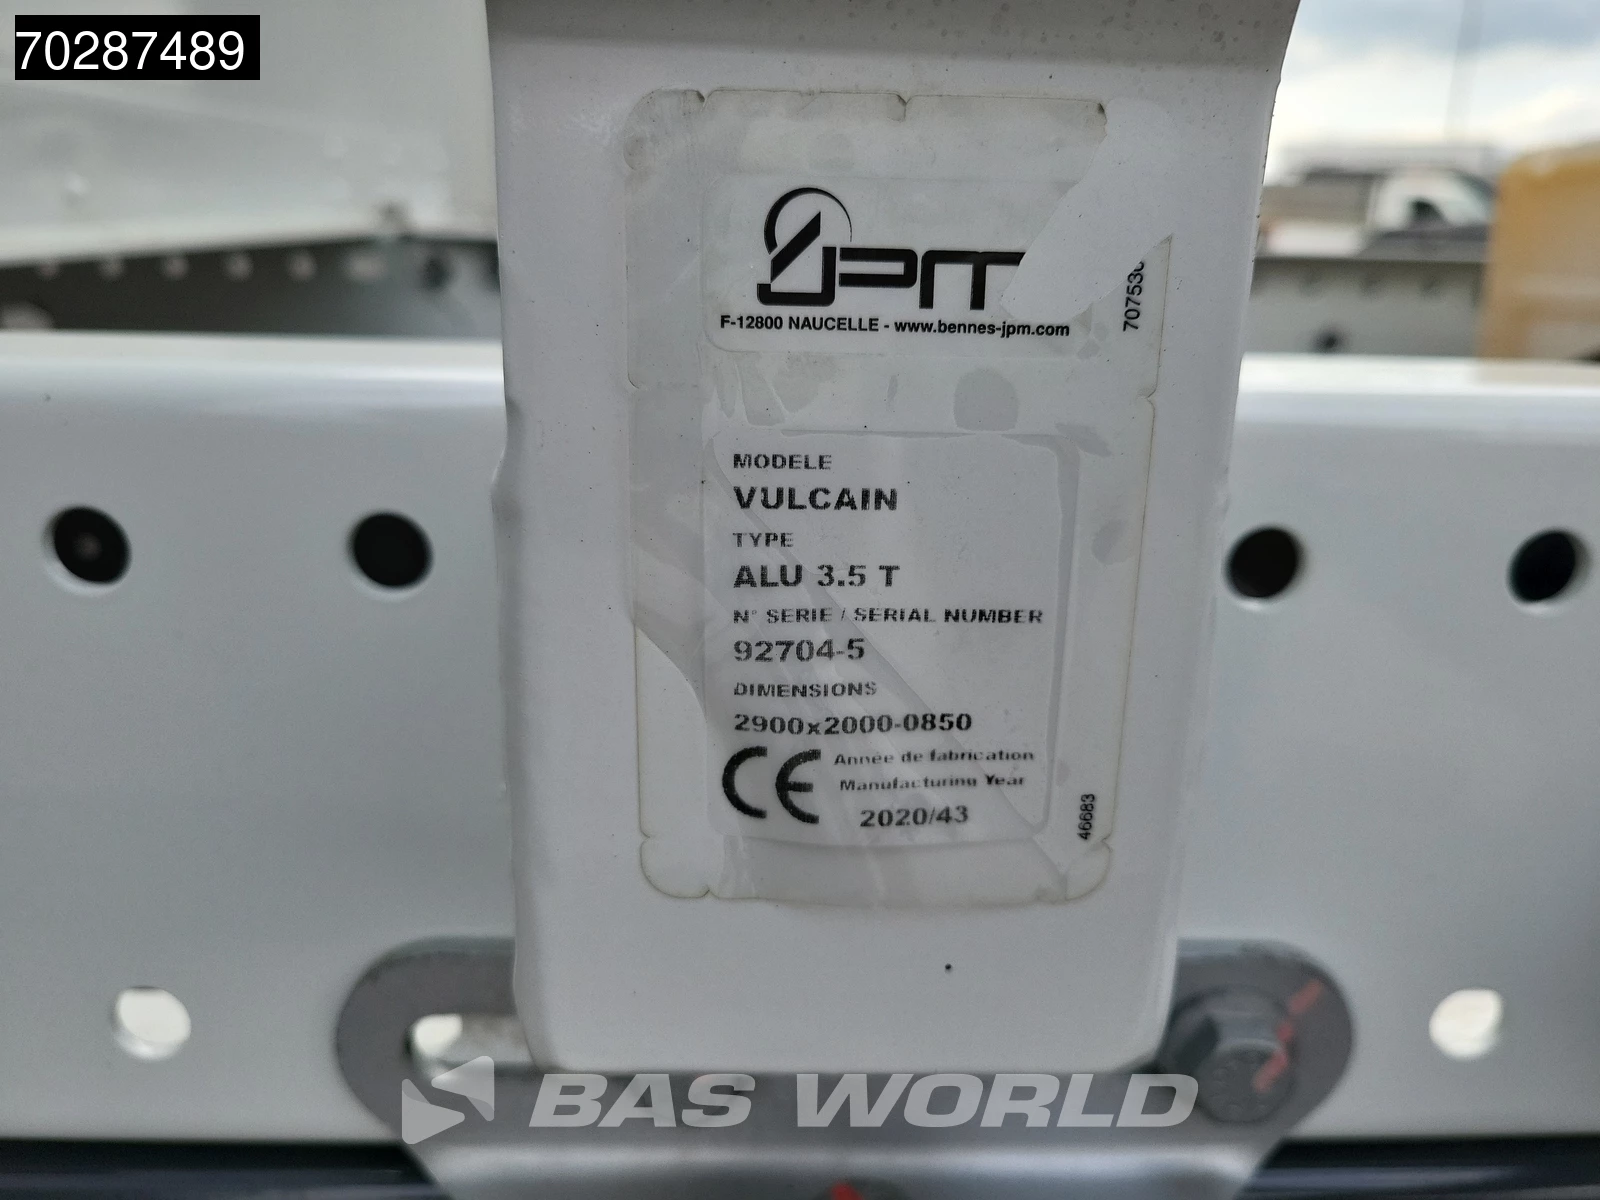 70287489
JPM
F-12800 NAUCELLE - www.bennes-jpm.com
MODELE
VULCAIN
TYPE
ALU 3.5 T
N° SERIE / SERIAL NUMBER
92704-5
DIMENSIONS
2900x2000-0850
CE
Année de fabrication
Manufacturing Year
2020/43
46683
BAS WORLD